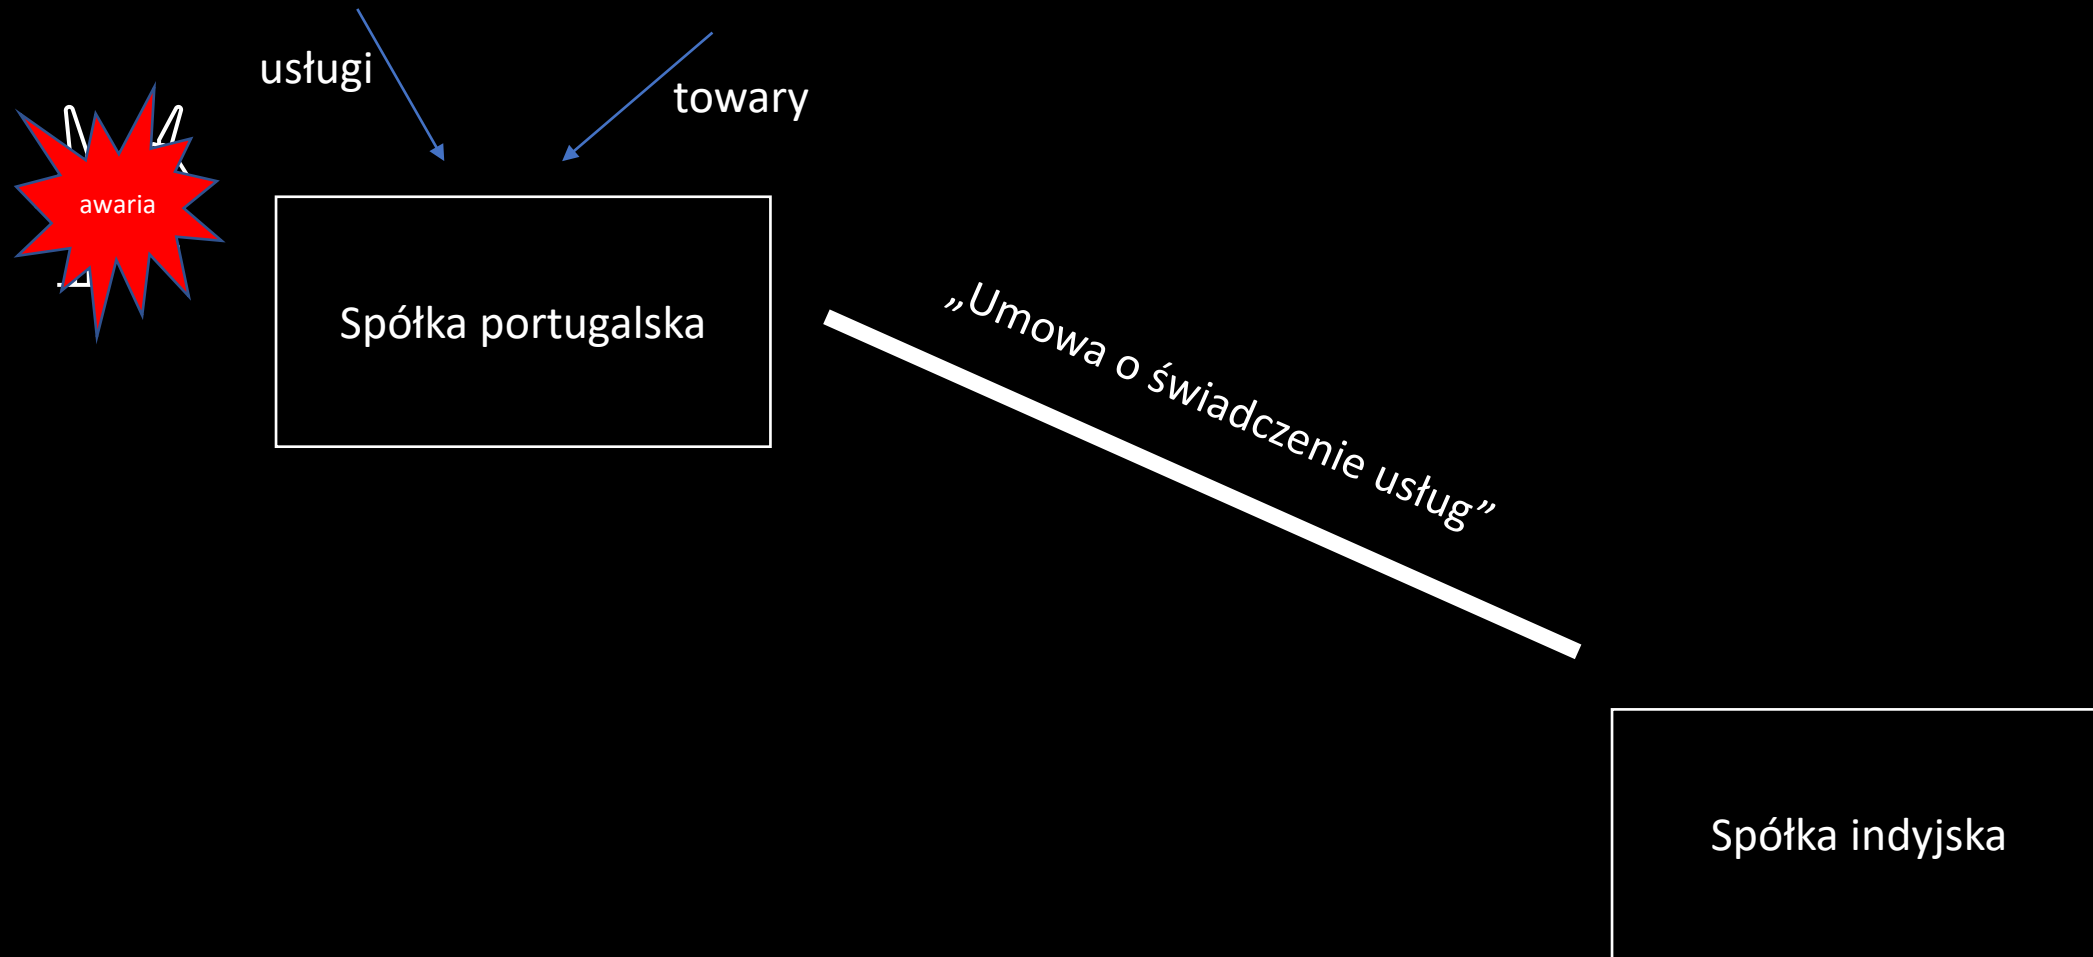 usługi
towary
awaria
Spółka portugalska
„Umowa o świadczenie usług”
Spółka indyjska